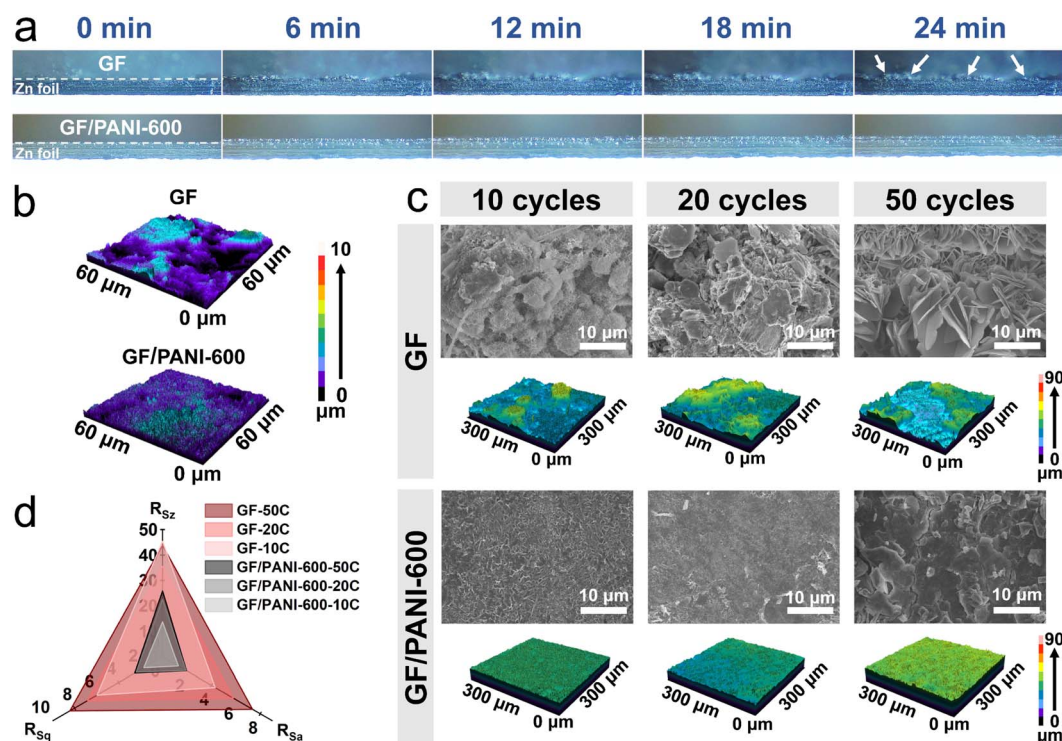 a
0 min 6 min 12 min 18 min 24 min
GF
Zn foil
GF/PANI-600
Zn foil
b
GF
60 µm
60 µm
0 µm
10
0
µm
GF/PANI-600
60 µm
60 µm
0 µm
c
10 cycles 20 cycles 50 cycles
GF
10 µm 10 µm 10 µm
300 µm 300 µm 300 µm 300 µm 300 µm 300 µm
0 µm 0 µm 0 µm
90
0
µm
GF/PANI-600
10 µm 10 µm 10 µm
300 µm 300 µm 300 µm 300 µm 300 µm 300 µm
0 µm 0 µm 0 µm
90
0
µm
d
RSz
50
40
30
2 2
4 4
6 6
8 8
10
RSq
RSa
GF-50C
GF-20C
GF-10C
GF/PANI-600-50C
GF/PANI-600-20C
GF/PANI-600-10C